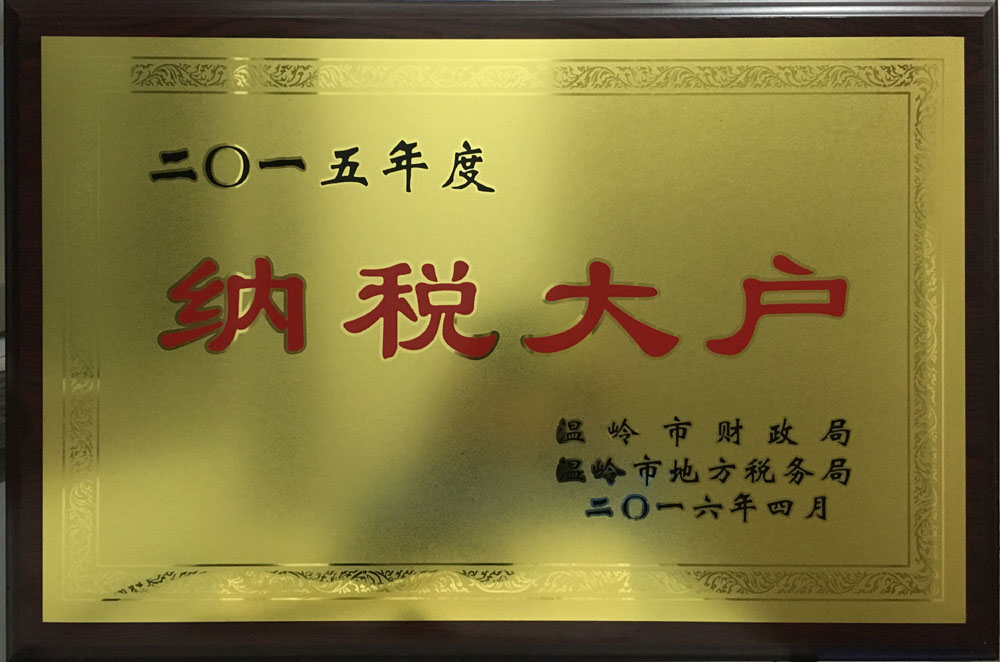 二〇一五年度
纳税大户
温岭市财政局
温岭市地方税务局
二〇一六年四月